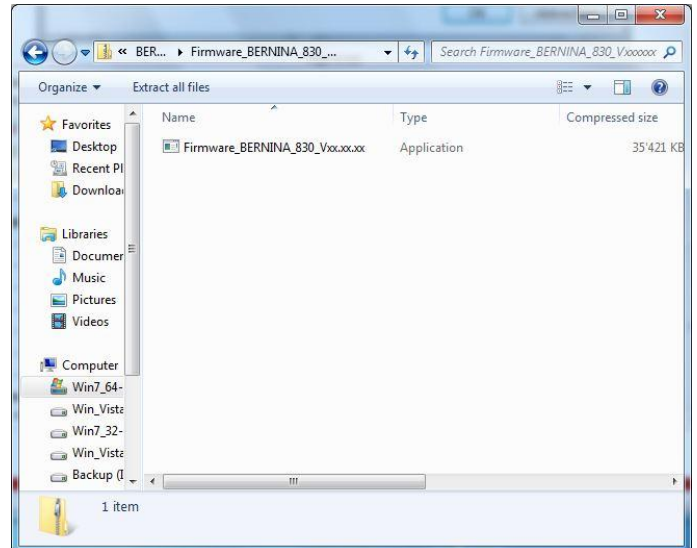 « BER... ▸ Firmware_BERNINA_830_...
Search Firmware_BERNINA_830_Vxxxxxx
Organize ▾ Extract all files
Name Type Compressed size
Firmware_BERNINA_830_Vxx.xx.xx Application 35'421 KB
Favorites
Desktop
Recent Pl
Downloa
Libraries
Documer
Music
Pictures
Videos
Computer
Win7_64-
Win_Vista
Win7_32-
Win_Vista
Backup (I
1 item